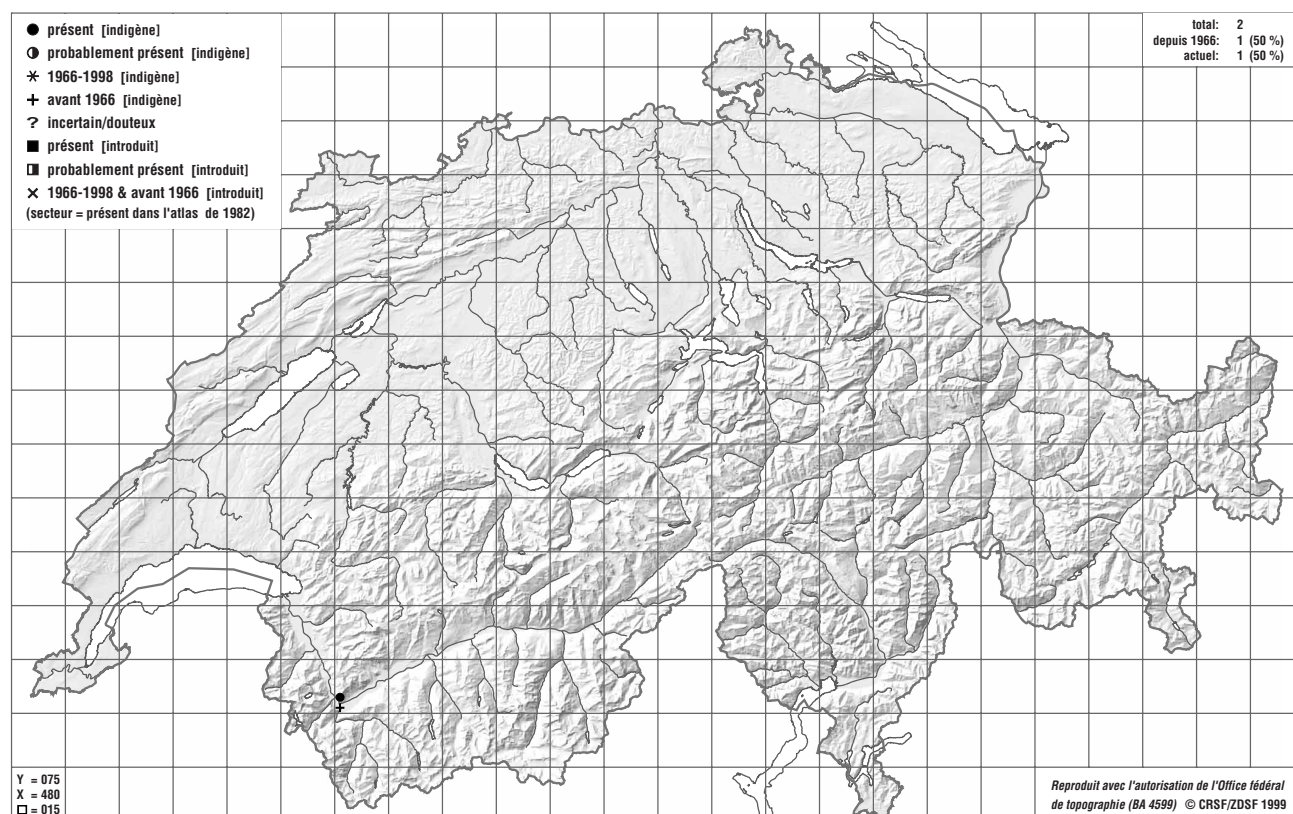 ● présent [indigène]
◑ probablement présent [indigène]
✳ 1966-1998 [indigène]
+ avant 1966 [indigène]
? incertain/douteux
■ présent [introduit]
◨ probablement présent [introduit]
× 1966-1998 & avant 1966 [introduit]
(secteur = présent dans l'atlas de 1982)
total: 2
depuis 1966: 1 (50 %)
actuel: 1 (50 %)
Y = 075
X = 480
□ = 015
Reproduit avec l'autorisation de l'Office fédéral
de topographie (BA 4599) © CRSF/ZDSF 1999